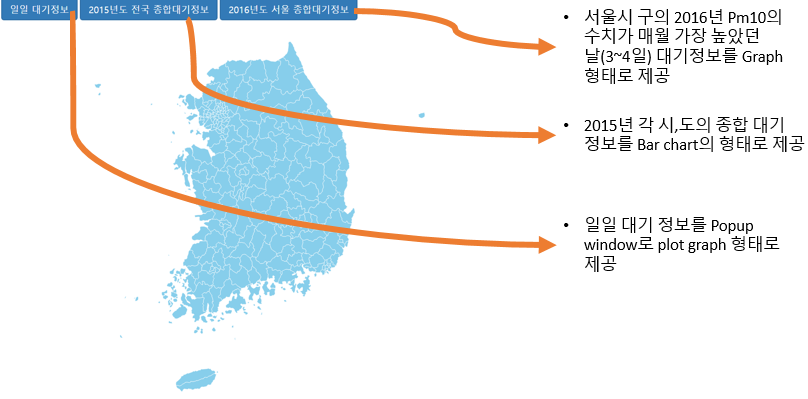 일일 대기정보
2015년도 전국 종합대기정보
2016년도 서울 종합대기정보
• 서울시 구의 2016년 Pm10의
수치가 매월 가장 높았던
날(3~4일) 대기정보를 Graph
형태로 제공
• 2015년 각 시,도의 종합 대기
정보를 Bar chart의 형태로 제공
• 일일 대기 정보를 Popup
window로 plot graph 형태로
제공